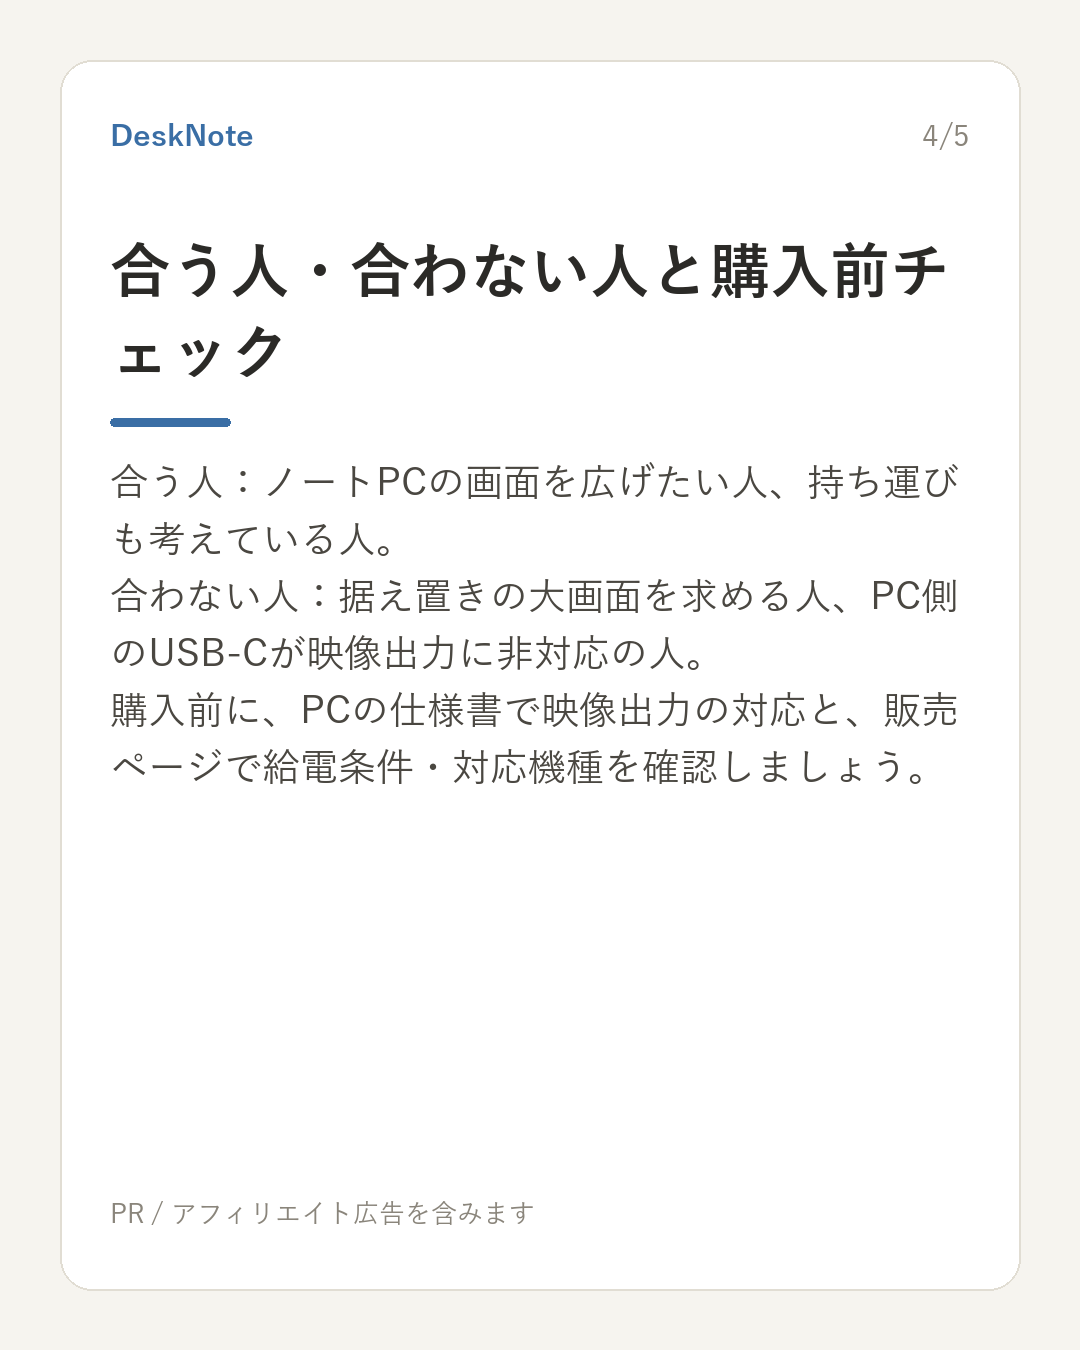 DeskNote
4/5
合う人・合わない人と購入前チ
ェック
合う人：ノートPCの画面を広げたい人、持ち運び
も考えている人。
合わない人：据え置きの大画面を求める人、PC側
のUSB-Cが映像出力に非対応の人。
購入前に、PCの仕様書で映像出力の対応と、販売
ページで給電条件・対応機種を確認しましょう。
PR / アフィリエイト広告を含みます